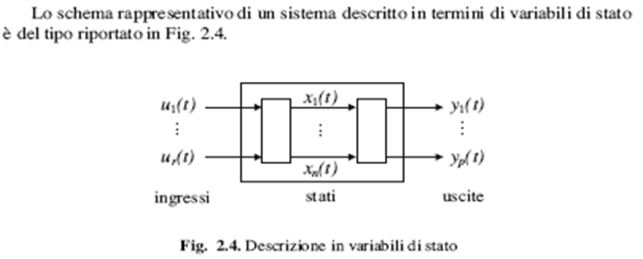 Lo schema rappresentativo di un sistema descritto in termini di variabili di stato
è del tipo riportato in Fig. 2.4.
u₁(t) x₁(t) y₁(t)
⋮ ⋮ ⋮
uᵣ(t) xₙ(t) yₚ(t)
ingressi stati uscite
Fig. 2.4. Descrizione in variabili di stato